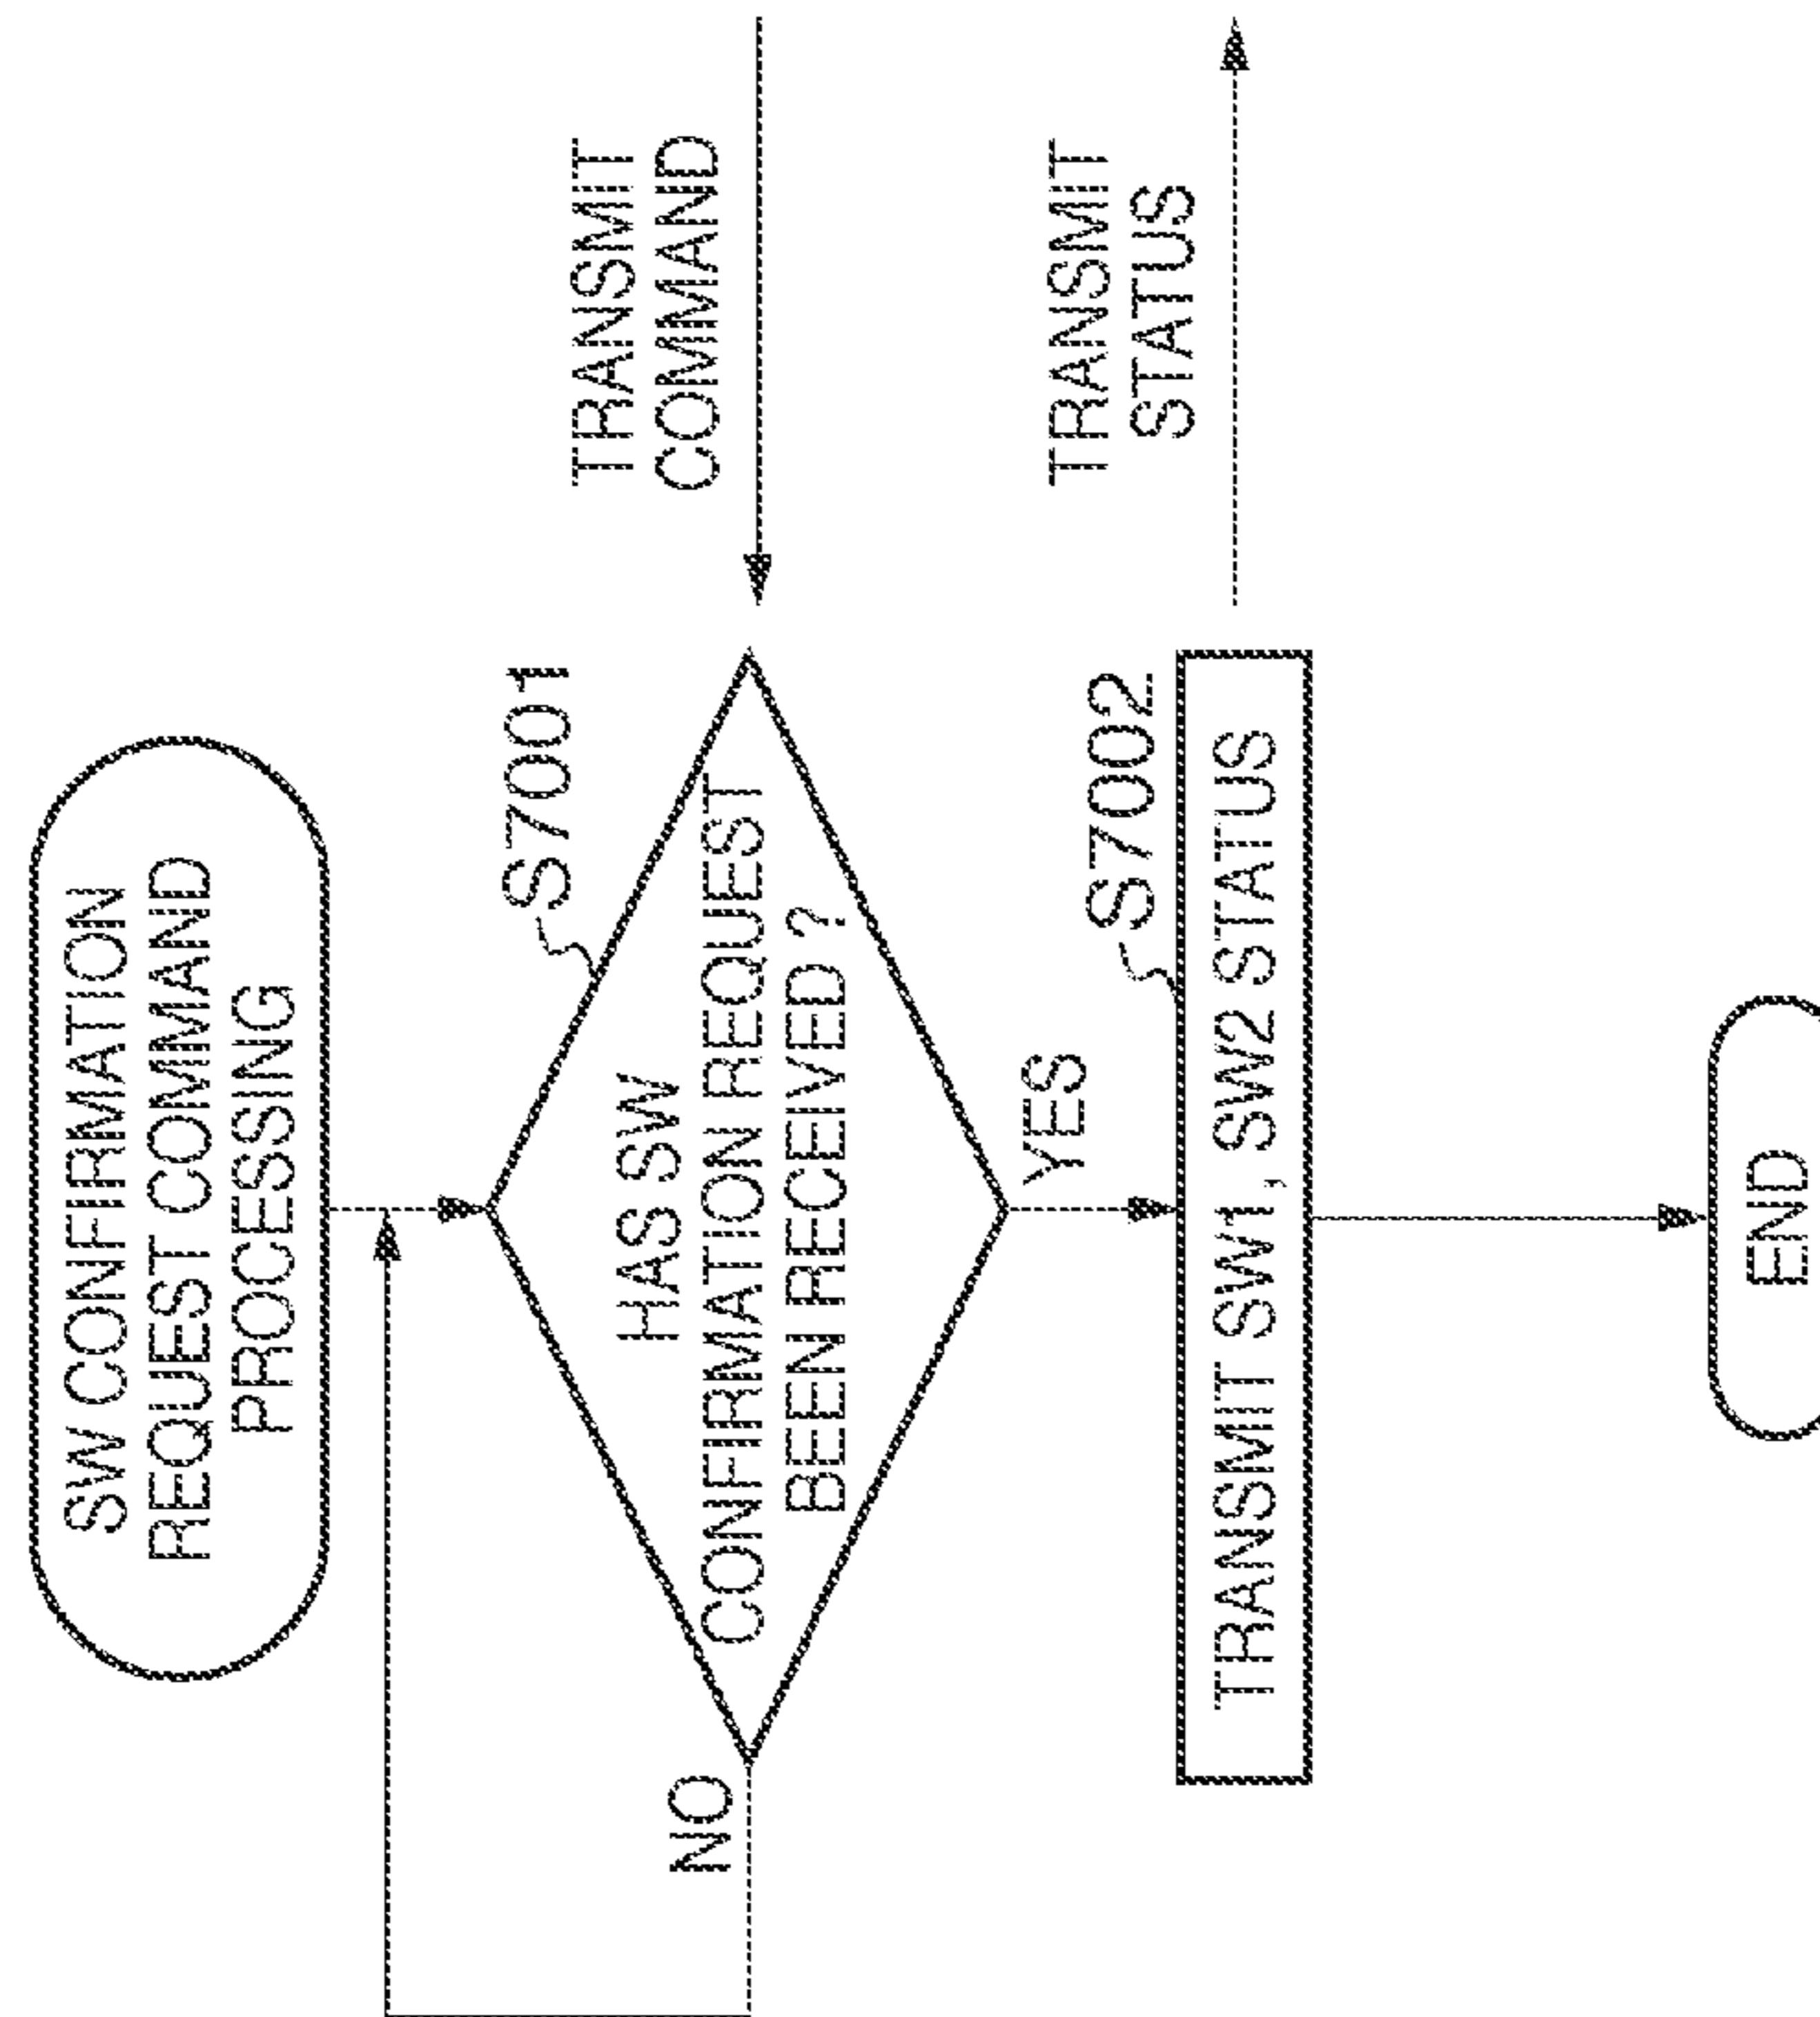 SW CONFIRMATION
REQUEST COMMAND
PROCESSING
S7001
HAS SW
CONFIRMATION REQUEST
BEEN RECEIVED ?
NO
YES
TRANSMIT
COMMAND
S7002
TRANSMIT SW1, SW2 STATUS
TRANSMIT
STATUS
END